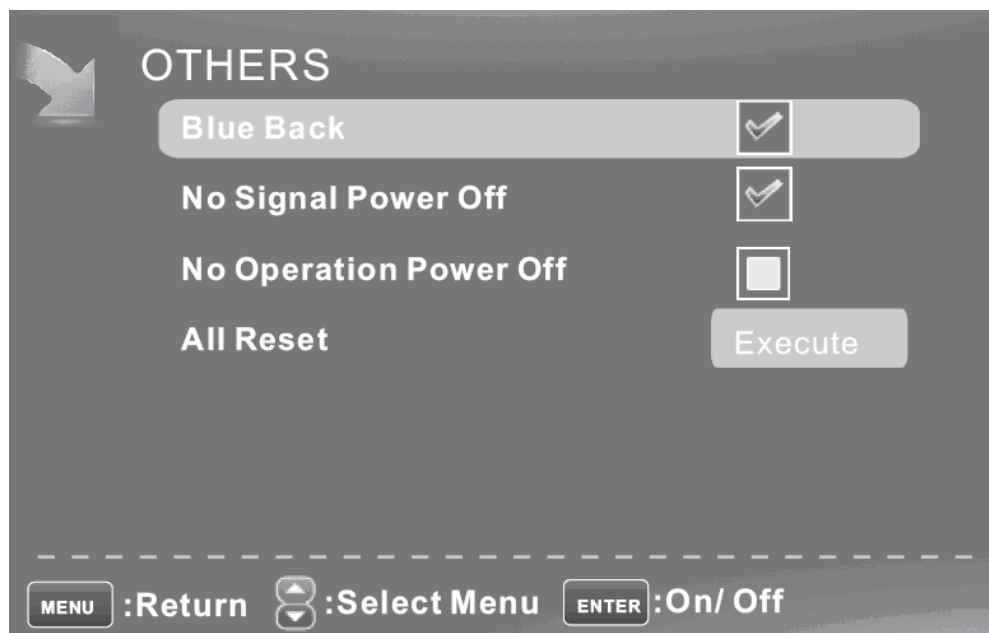 OTHERS
Blue Back
No Signal Power Off
No Operation Power Off
All Reset Execute
MENU :Return :Select Menu ENTER :On/ Off